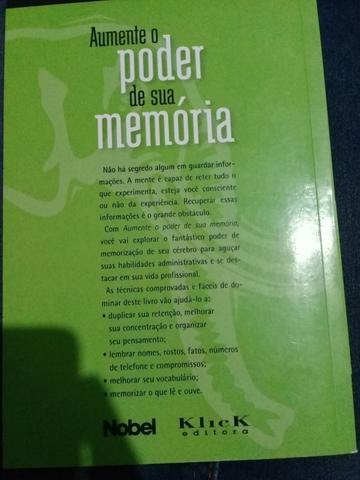 Aumente o
poder
de sua
memória
Não há segredo algum em guardar infor-
mações. A mente é capaz de reter tudo o
que experimenta, esteja você consciente
ou não da experiência. Recuperar essas
informações é o grande obstáculo.
Com Aumente o poder de sua memória,
você vai explorar o fantástico poder de
memorização de seu cérebro para aguçar
suas habilidades administrativas e se des-
tacar em sua vida profissional.
As técnicas comprovadas e fáceis de do-
minar deste livro vão ajudá-lo a:
• duplicar sua retenção, melhorar
sua concentração e organizar
seu pensamento;
• lembrar nomes, rostos, fatos, números
de telefone e compromissos;
• melhorar seu vocabulário;
• memorizar o que lê e ouve.
Nobel KlicK
editora